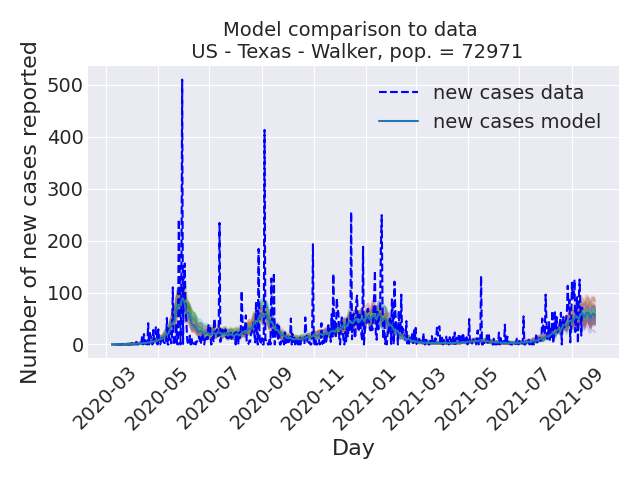 Model comparison to data
US - Texas - Walker, pop. = 72971
Number of new cases reported
500
400
300
200
100
0
new cases data
new cases model
2020-03
2020-05
2020-07
2020-09
2020-11
2021-01
2021-03
2021-05
2021-07
2021-09
Day